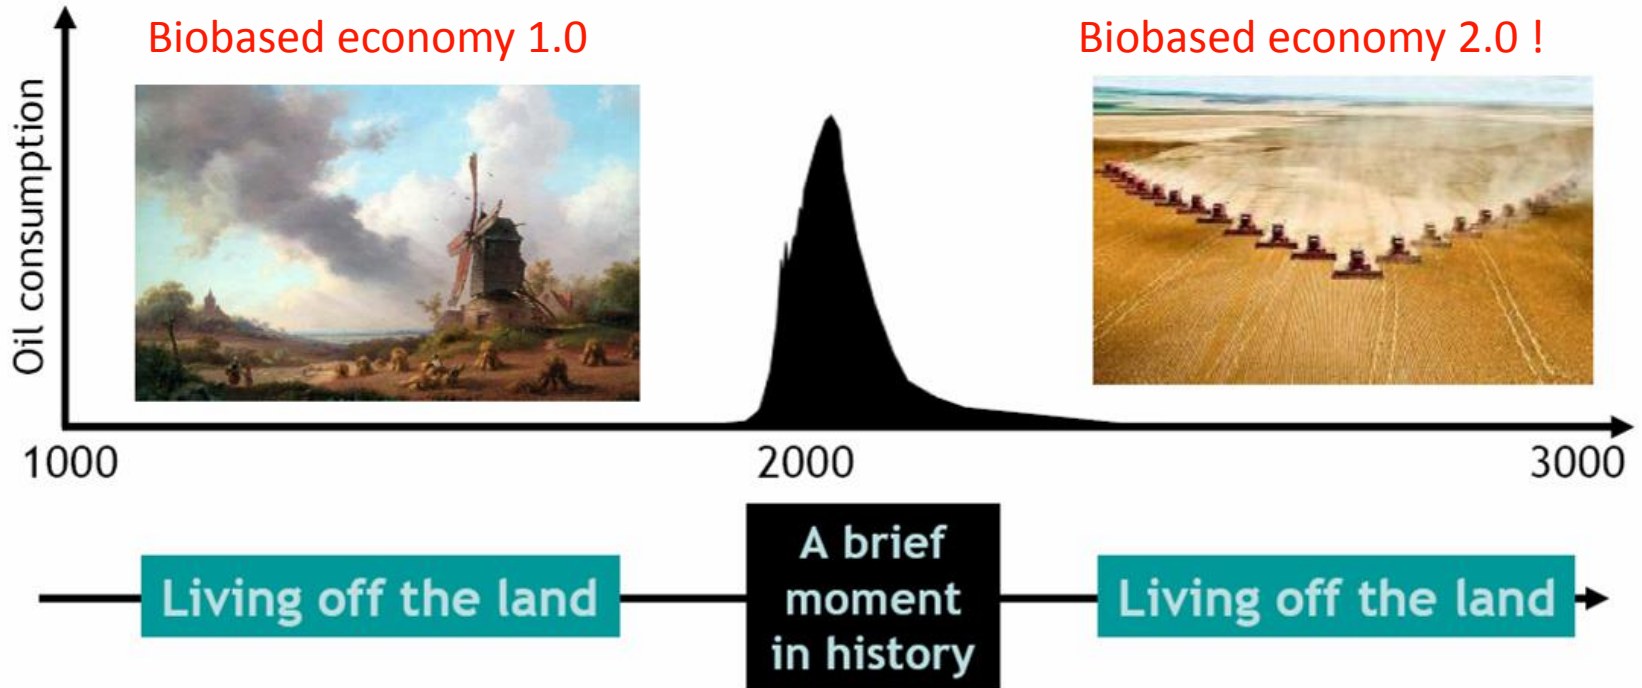 Biobased economy 1.0
Biobased economy 2.0 !
Oil consumption
1000
2000
3000
Living off the land
A brief
moment
in history
Living off the land